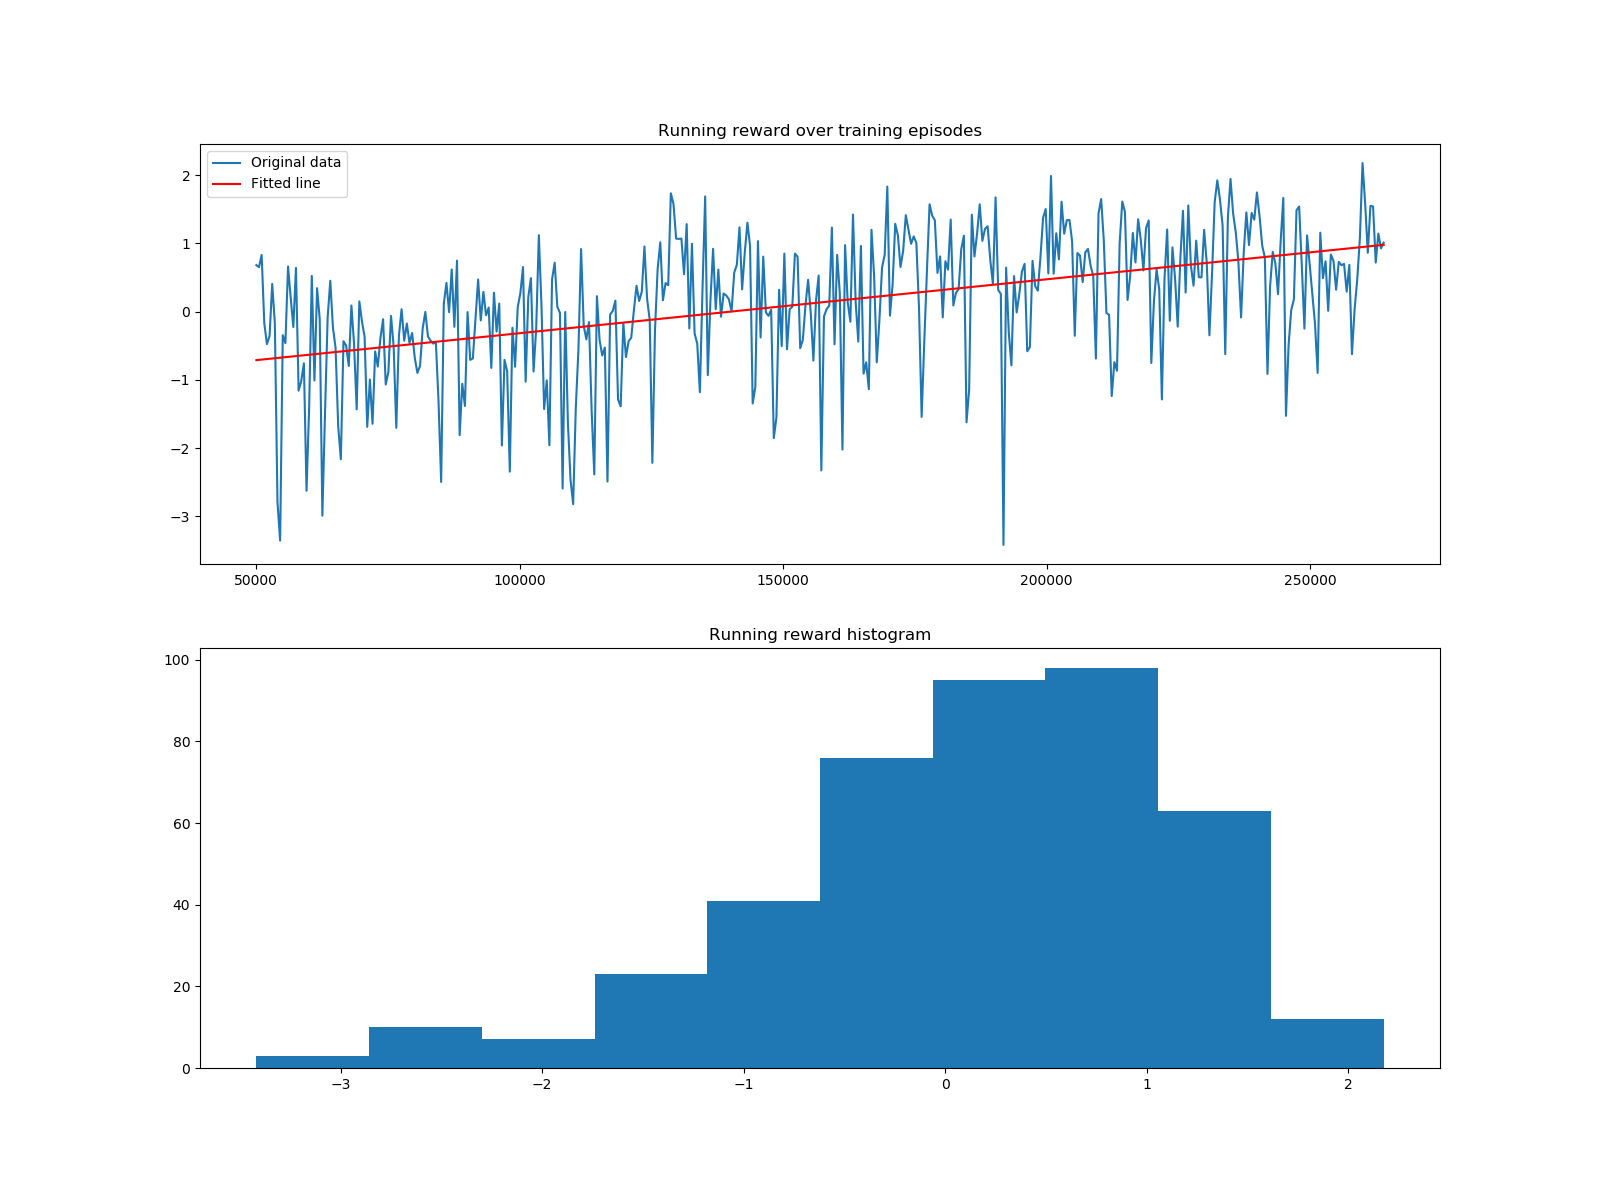 Running reward over training episodes
Original data
Fitted line
2
1
0
−1
−2
−3
50000 100000 150000 200000 250000
Running reward histogram
100
80
60
40
20
0
−3 −2 −1 0 1 2